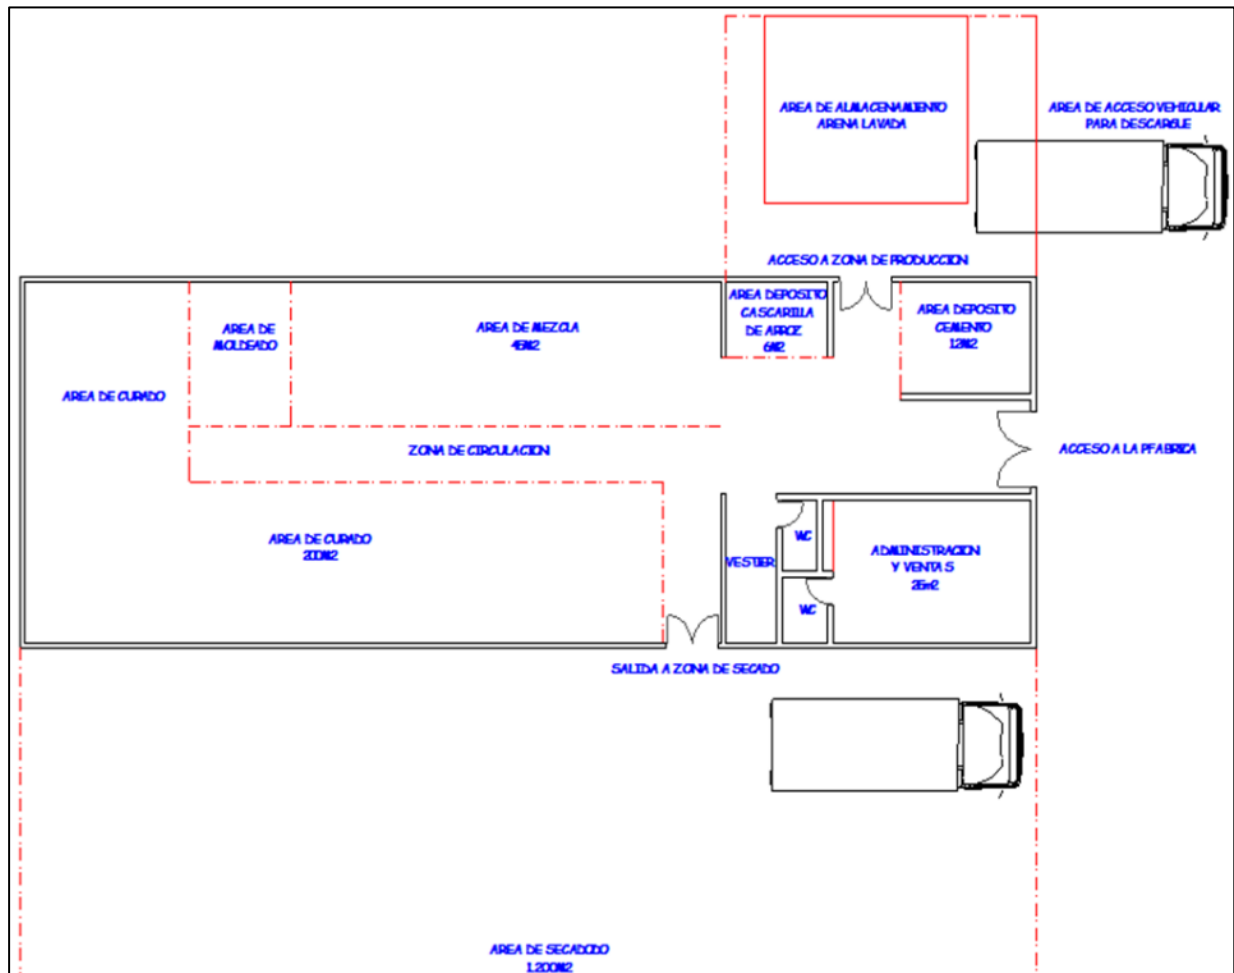 AREA DE ALMACENAMIENTO
ARENA LAVADA
AREA DE ACCESO VEHICULAR
PARA DESCARGUE
ACCESO A ZONA DE PRODUCCION
AREA DEPOSITO
CASCARILLA
DE ARROZ
6M2
AREA DEPOSITO
CEMENTO
12M2
AREA DE
MOLDEADO
AREA DE MEZCLA
45M2
AREA DE CURADO
ZONA DE CIRCULACION
ACCESO A LA PFABRICA
AREA DE CURADO
200M2
VESTIER
WC
ADMINISTRACION
Y VENTAS
25m2
WC
SALIDA A ZONA DE SECADO
AREA DE SECADODO
1.200M2